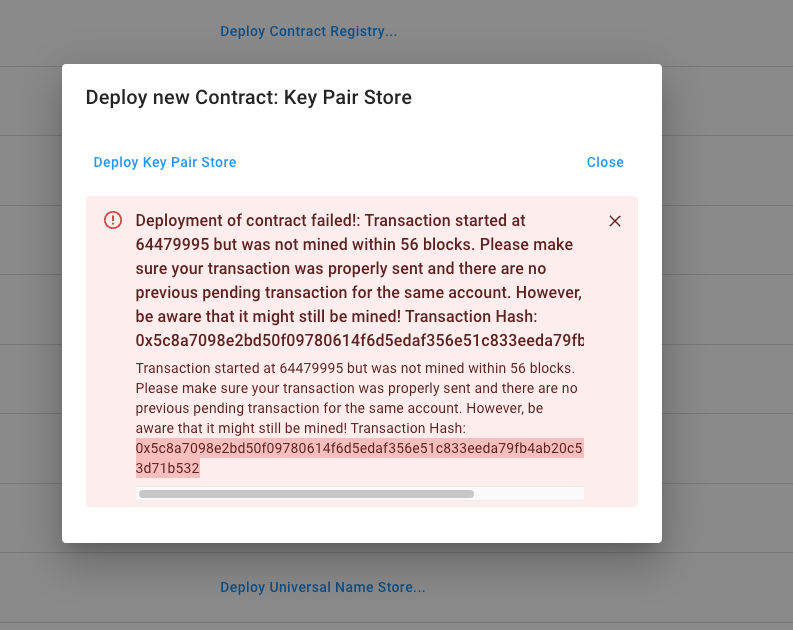 Deploy Contract Registry...
Deploy new Contract: Key Pair Store
Deploy Key Pair Store
Close
Deployment of contract failed!: Transaction started at
64479995 but was not mined within 56 blocks. Please make
sure your transaction was properly sent and there are no
previous pending transaction for the same account. However,
be aware that it might still be mined! Transaction Hash:
0x5c8a7098e2bd50f09780614f6d5edaf356e51c833eeda79fb
Transaction started at 64479995 but was not mined within 56 blocks.
Please make sure your transaction was properly sent and there are no
previous pending transaction for the same account. However, be
aware that it might still be mined! Transaction Hash:
0x5c8a7098e2bd50f09780614f6d5edaf356e51c833eeda79fb4ab20c5
3d71b532
Deploy Universal Name Store...